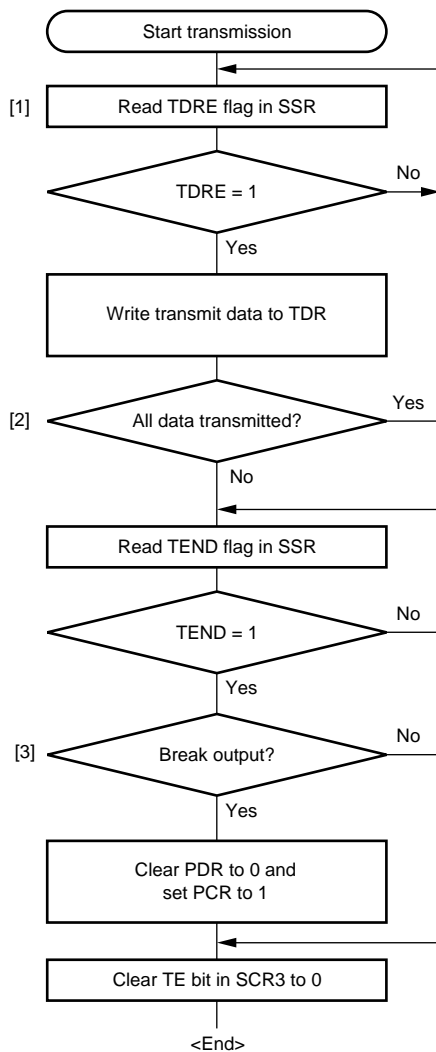 Start transmission
[1]
Read TDRE flag in SSR
No
TDRE = 1
Yes
Write transmit data to TDR
[2]
All data transmitted?
Yes
No
Read TEND flag in SSR
No
TEND = 1
Yes
[3]
Break output?
No
Yes
Clear PDR to 0 and
set PCR to 1
Clear TE bit in SCR3 to 0
<End>